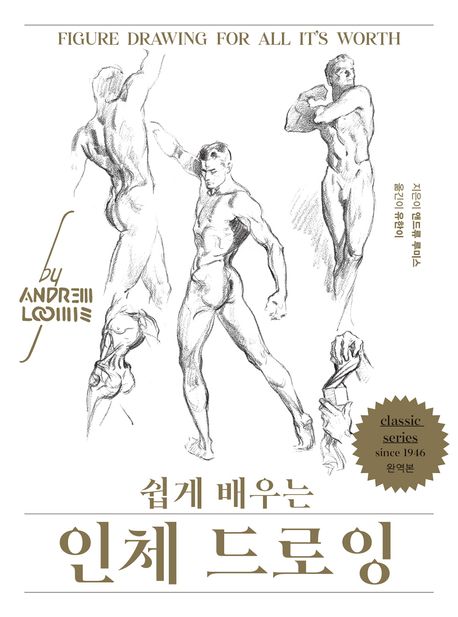 FIGURE DRAWING FOR ALL IT'S WORTH
지은이 앤드류 루미스
옮긴이 유한이
by
ANDREW
LOOMIS
classic
series
since 1946
완역본
쉽게 배우는
인체 드로잉